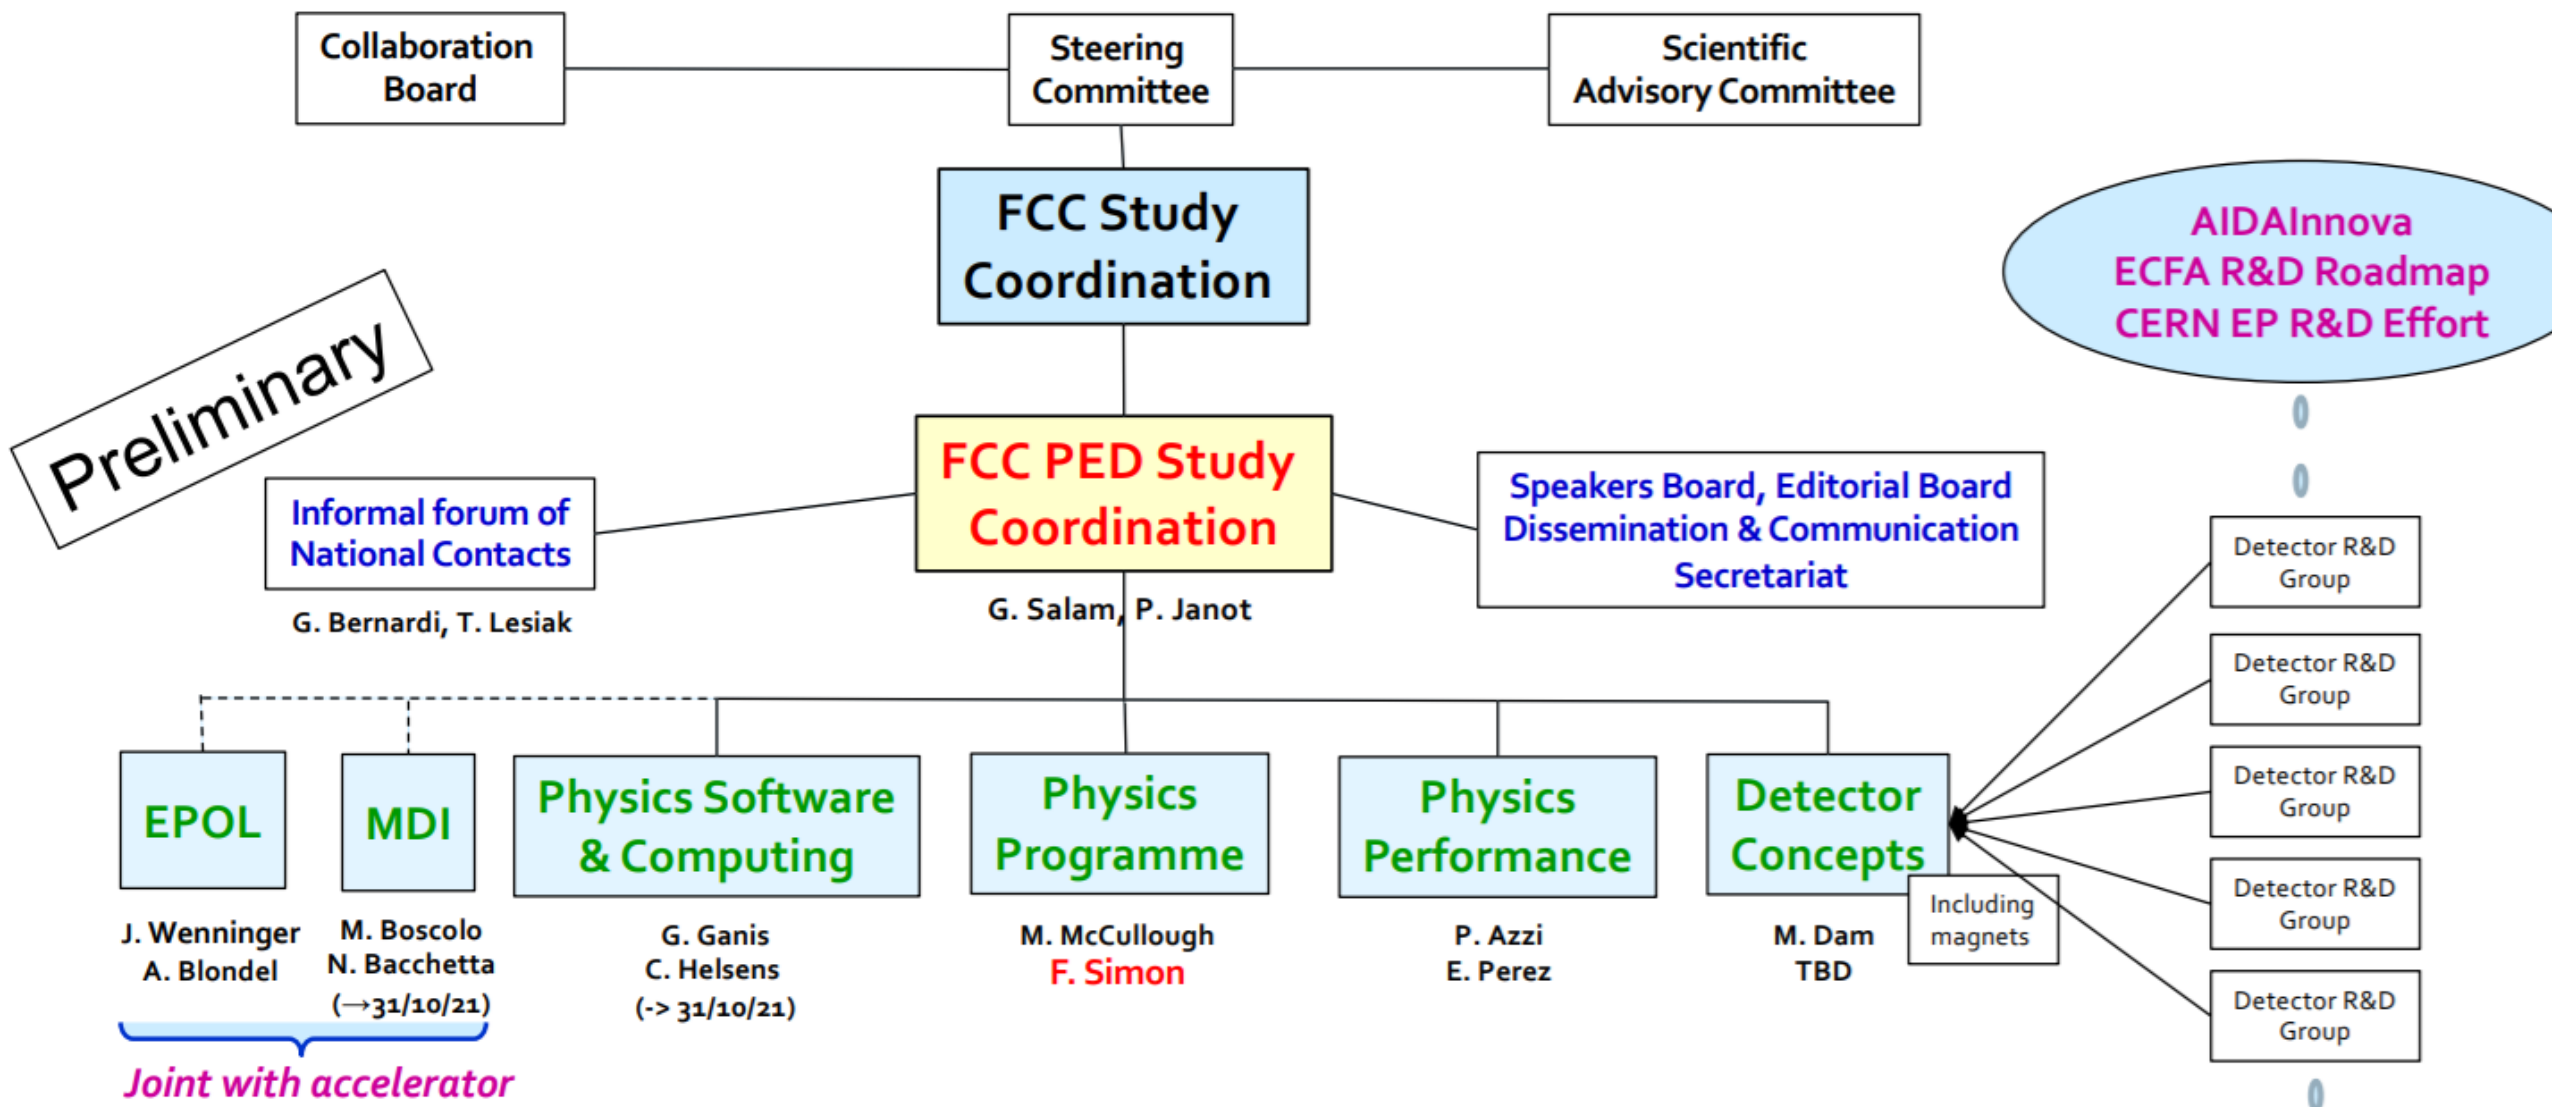 Collaboration
Board
Steering
Committee
Scientific
Advisory Committee
FCC Study
Coordination
AIDAInnova
ECFA R&D Roadmap
CERN EP R&D Effort
Preliminary
FCC PED Study
Coordination
G. Salam, P. Janot
Informal forum of
National Contacts
G. Bernardi, T. Lesiak
Speakers Board, Editorial Board
Dissemination & Communication
Secretariat
Detector R&D
Group
Detector R&D
Group
Detector R&D
Group
Detector R&D
Group
Detector R&D
Group
EPOL
J. Wenninger
A. Blondel
MDI
M. Boscolo
N. Bacchetta
(→31/10/21)
Joint with accelerator
Physics Software
& Computing
G. Ganis
C. Helsens
(-> 31/10/21)
Physics
Programme
M. McCullough
F. Simon
Physics
Performance
P. Azzi
E. Perez
Detector
Concepts
Including
magnets
M. Dam
TBD